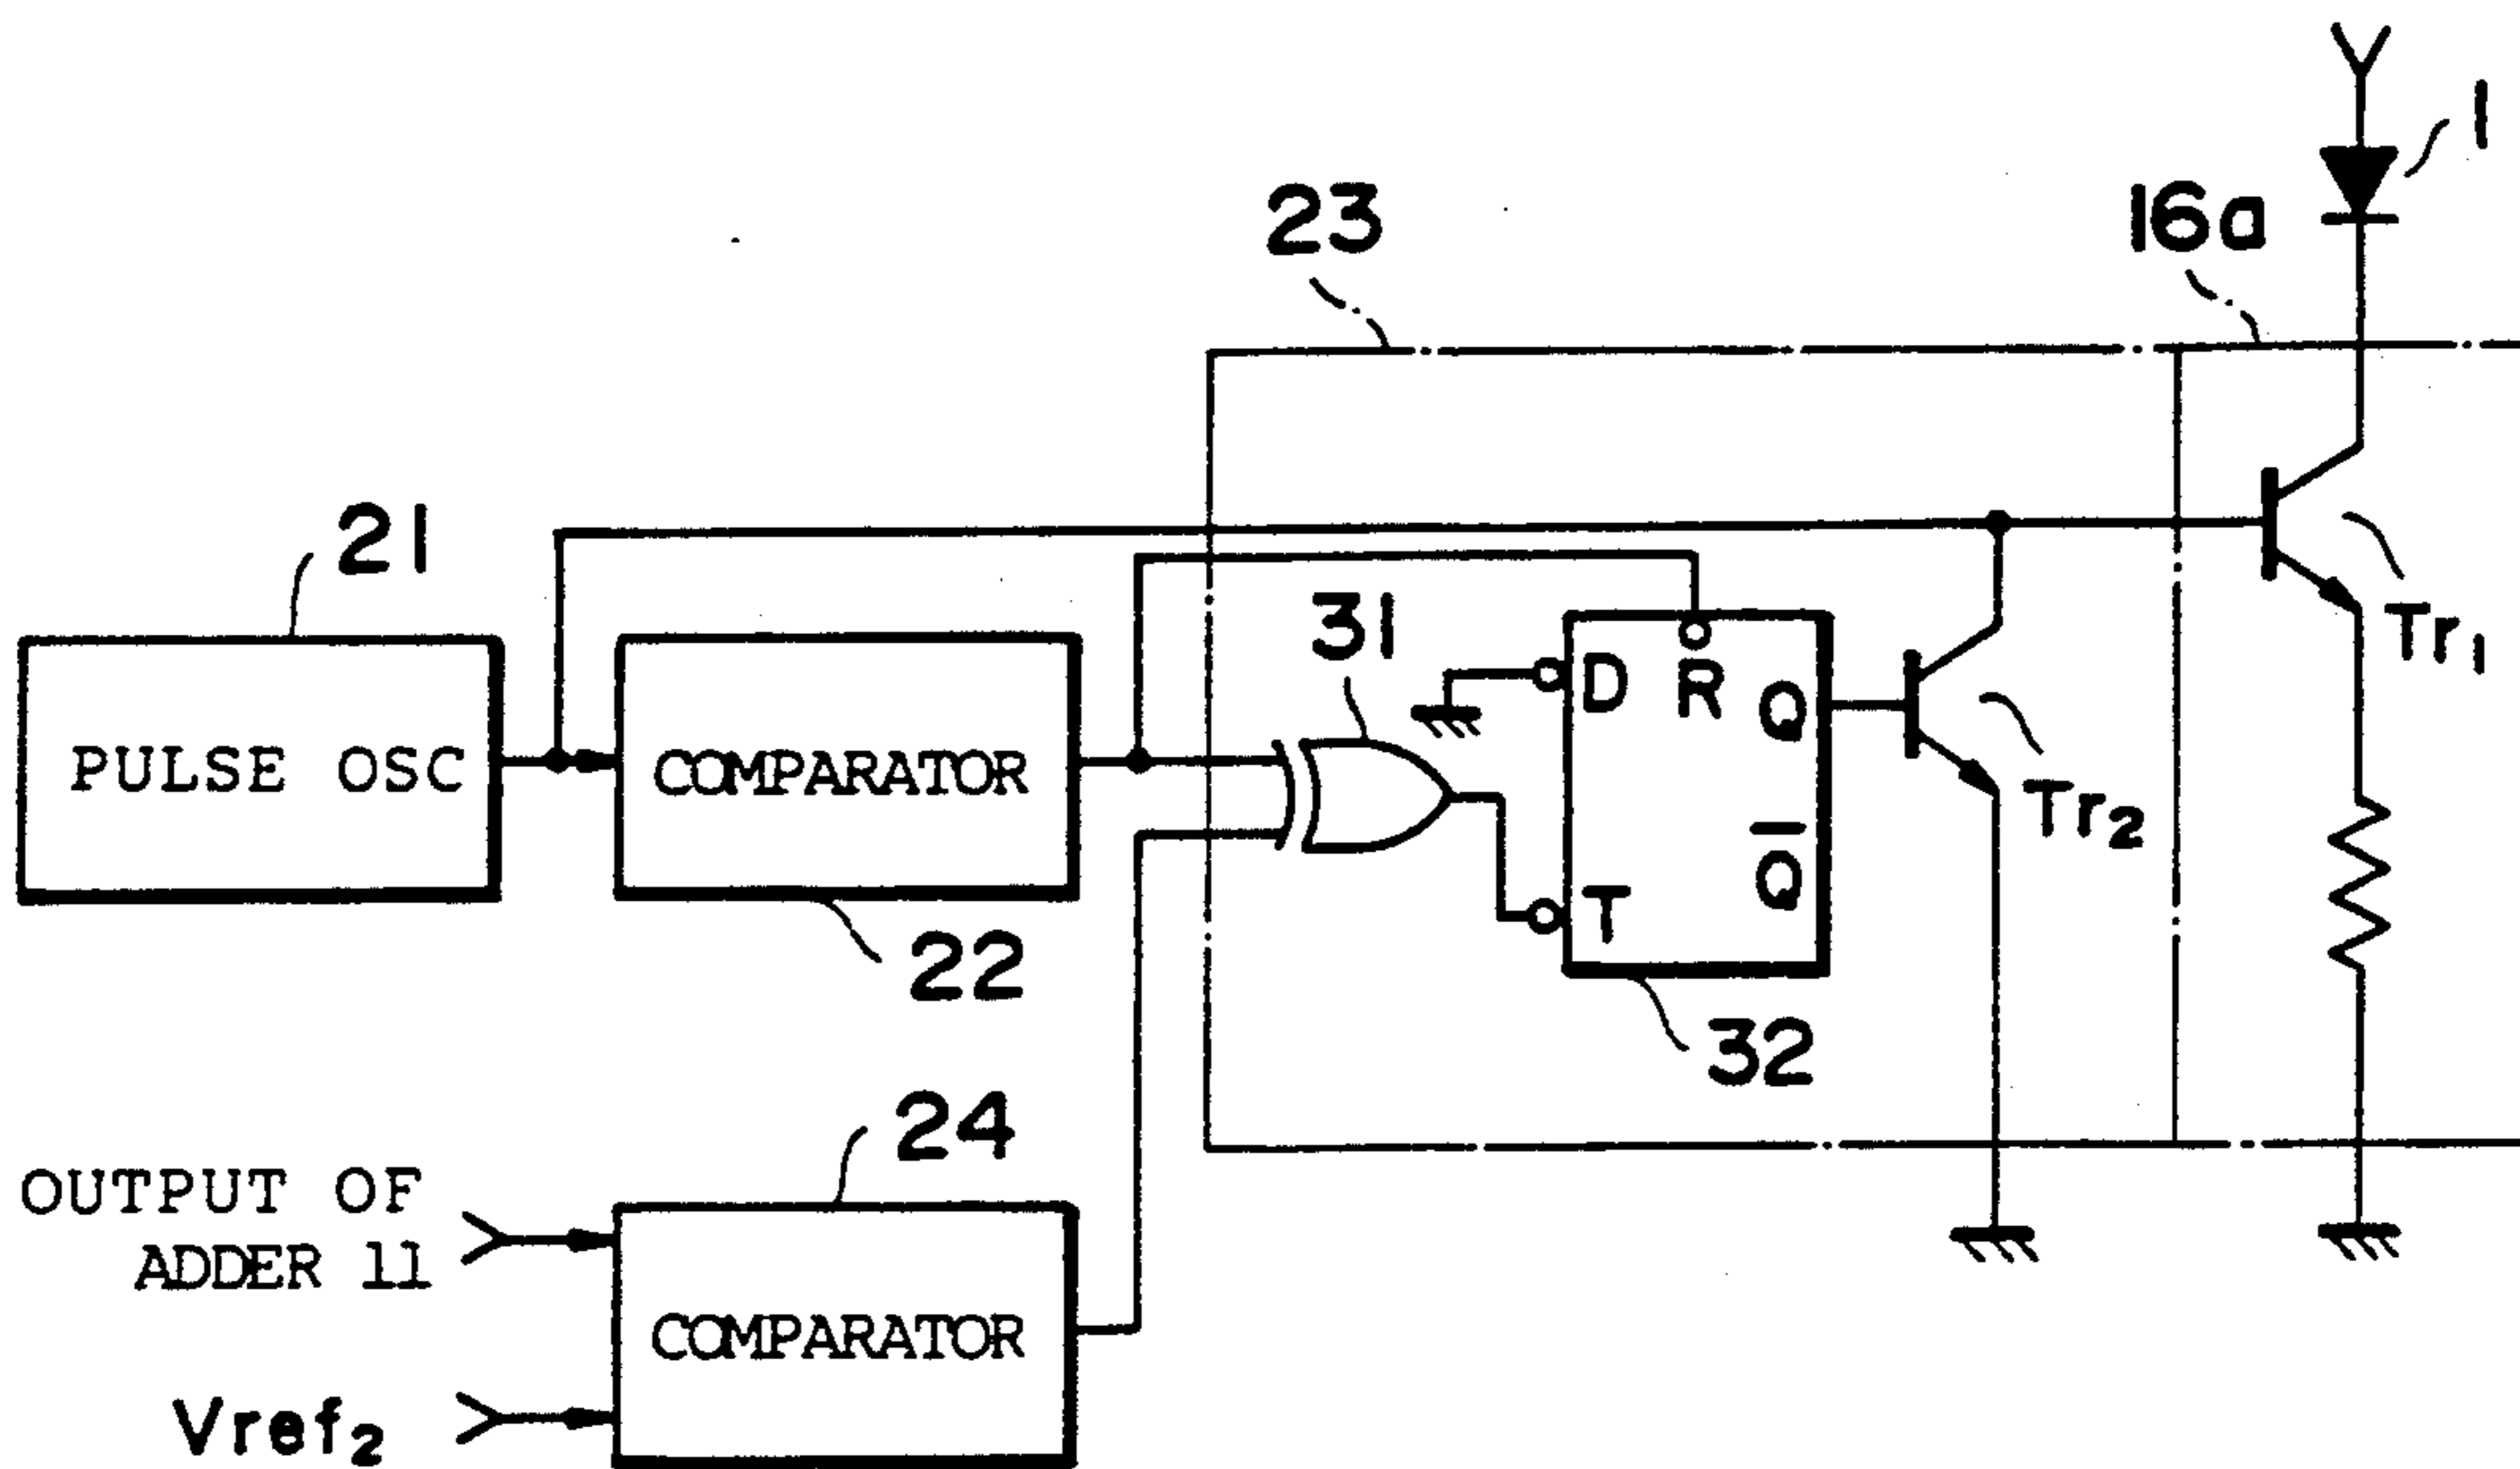 1
23
16a
21
31
Tr1
D
R
Q
PULSE OSC
COMPARATOR
Tr2
Q̅
T
22
32
24
OUTPUT OF
ADDER 11
COMPARATOR
Vref2